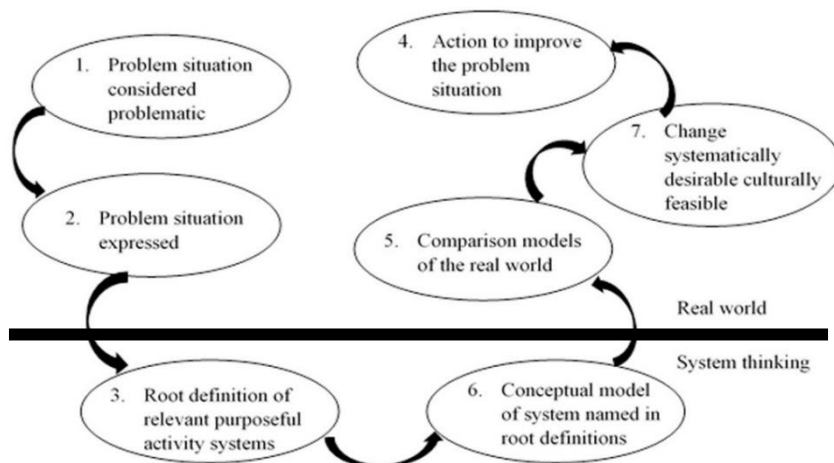 1. Problem situation
considered
problematic
2. Problem situation
expressed
3. Root definition of
relevant purposeful
activity systems
4. Action to improve
the problem
situation
7. Change
systematically
desirable culturally
feasible
5. Comparison models
of the real world
Real world
System thinking
6. Conceptual model
of system named in
root definitions